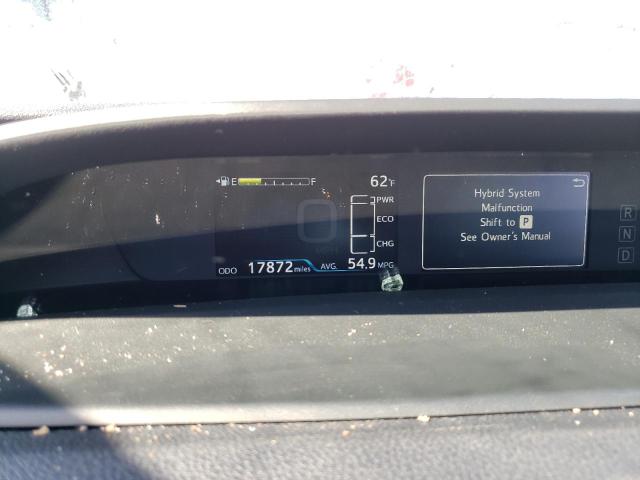 E F 62°F
PWR
ECO
CHG
ODO 17872 miles AVG. 54.9 MPG
Hybrid System
Malfunction
Shift to P
See Owner's Manual
R
N
D